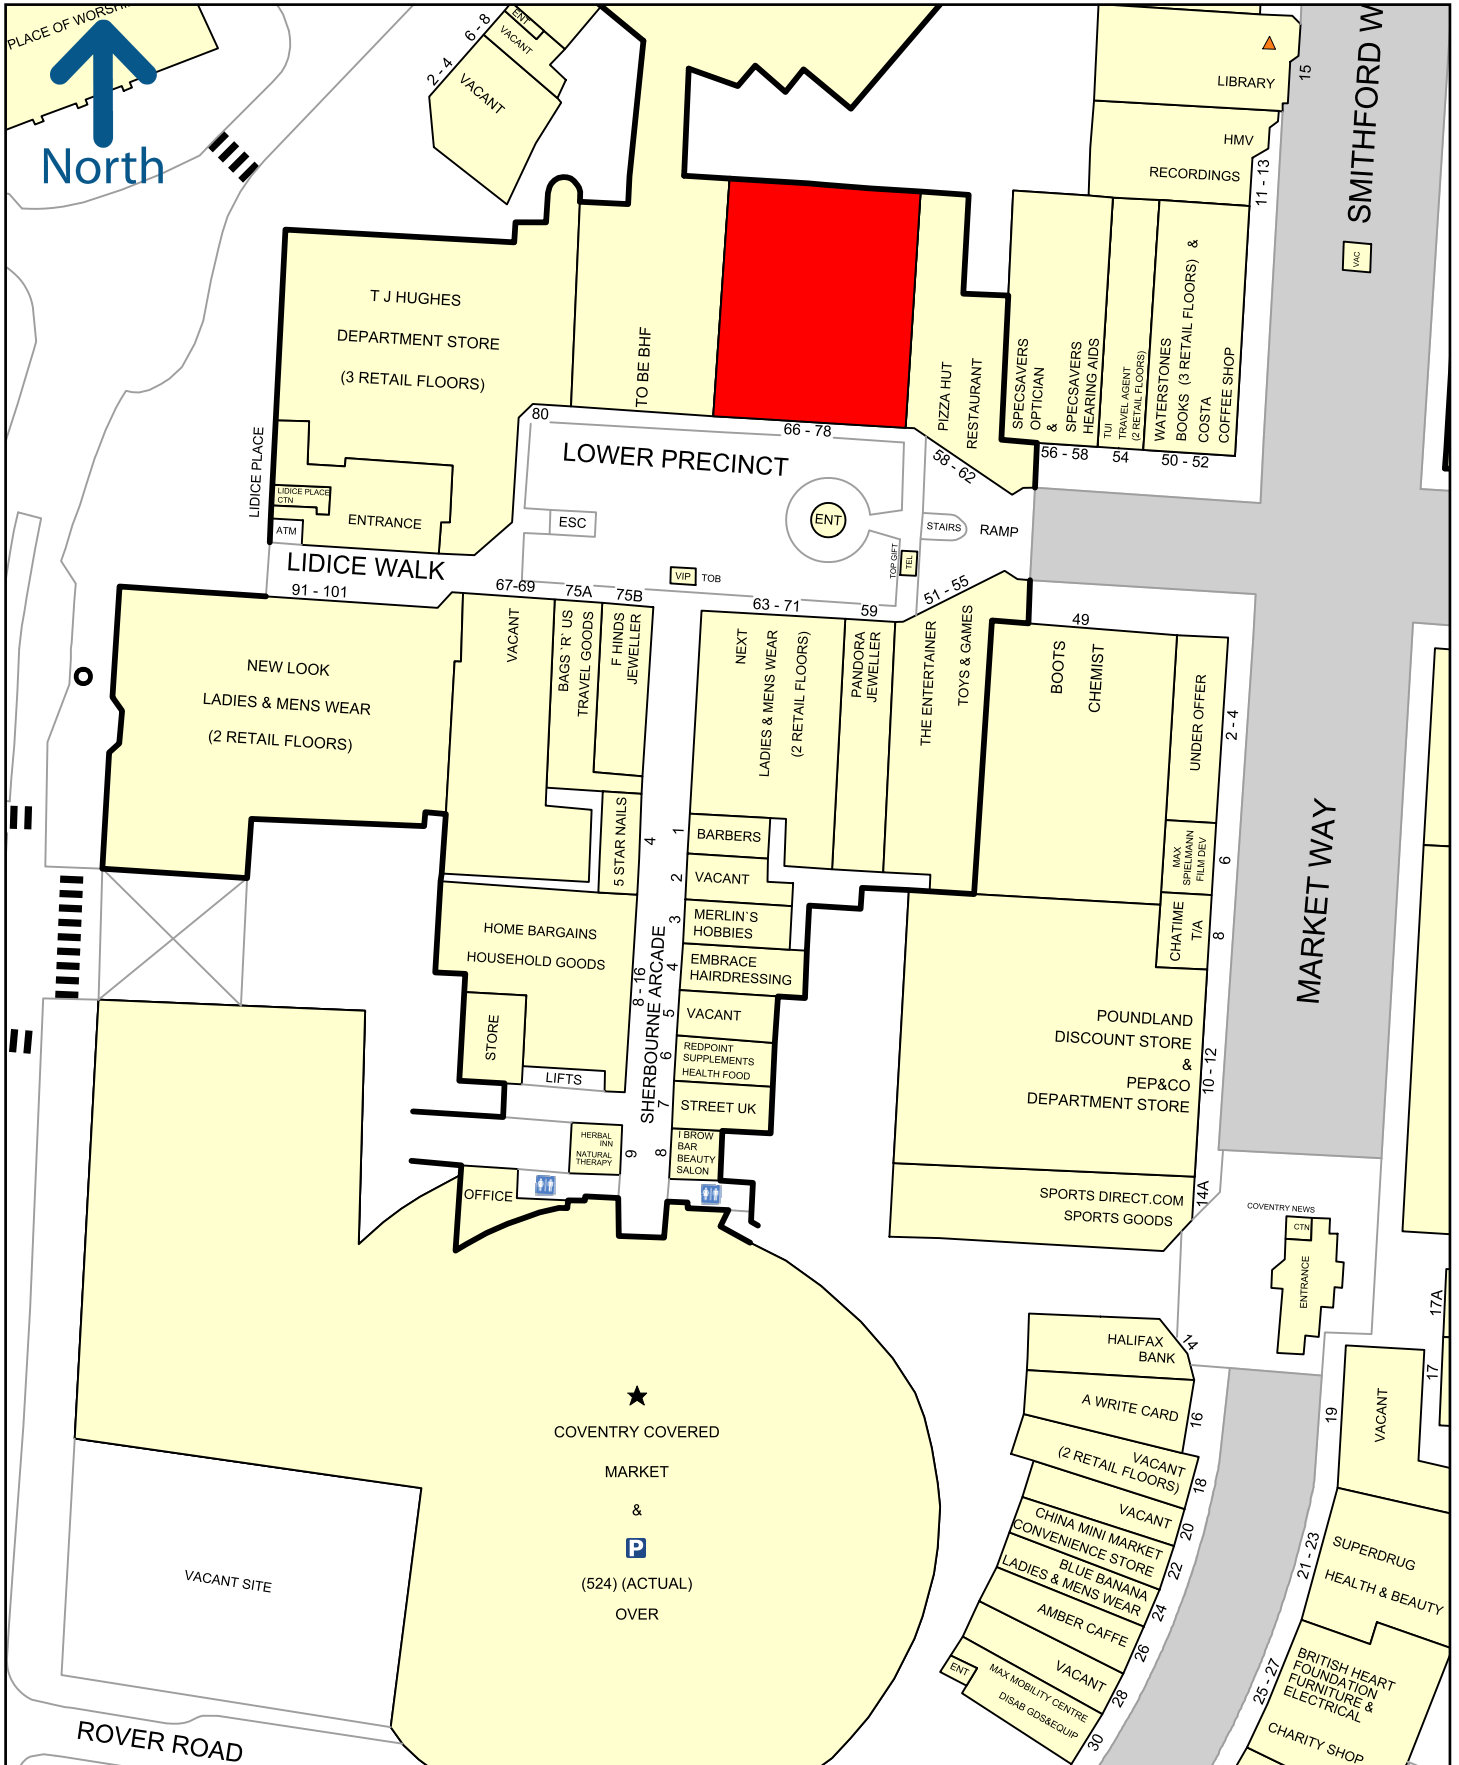 PLACE OF WORSHI
North
6 - 8
ENT
VACANT
2 - 4
VACANT
LIBRARY
15
HMV
RECORDINGS
11 - 13
SMITHFORD W
VAC
T J HUGHES
DEPARTMENT STORE
(3 RETAIL FLOORS)
TO BE BHF
PIZZA HUT
RESTAURANT
SPECSAVERS
OPTICIAN
&
SPECSAVERS
HEARING AIDS
TUI
TRAVEL AGENT
(2 RETAIL FLOORS)
WATERSTONES
BOOKS (3 RETAIL FLOORS) &
COSTA
COFFEE SHOP
80
66 - 78
58 - 62
56 - 58
54
50 - 52
LOWER PRECINCT
LIDICE PLACE
LIDICE PLACE
CTN
ATM
ENTRANCE
ESC
ENT
STAIRS
RAMP
TOP GIFT
TEL
VIP
TOB
LIDICE WALK
91 - 101
67-69
75A
75B
63 - 71
59
51 - 55
49
NEW LOOK
LADIES & MENS WEAR
(2 RETAIL FLOORS)
VACANT
BAGS `R` US
TRAVEL GOODS
F HINDS
JEWELLER
NEXT
LADIES & MENS WEAR
(2 RETAIL FLOORS)
PANDORA
JEWELLER
THE ENTERTAINER
TOYS & GAMES
BOOTS
CHEMIST
UNDER OFFER
2 - 4
5 STAR NAILS
4
1
BARBERS
2
VACANT
3
MERLIN`S
HOBBIES
4
EMBRACE
HAIRDRESSING
5
VACANT
6
REDPOINT
SUPPLEMENTS
HEALTH FOOD
7
STREET UK
8
I BROW
BAR
BEAUTY
SALON
MAX
SPIELMANN
FILM DEV
6
CHATIME
T/A
8
MARKET WAY
HOME BARGAINS
HOUSEHOLD GOODS
8 - 16
SHERBOURNE ARCADE
STORE
LIFTS
HERBAL
INN
NATURAL
THERAPY
9
OFFICE
POUNDLAND
DISCOUNT STORE
&
PEP&CO
DEPARTMENT STORE
10 - 12
SPORTS DIRECT.COM
SPORTS GOODS
14A
COVENTRY NEWS
CTN
ENTRANCE
17A
17
HALIFAX
BANK
14
A WRITE CARD
16
VACANT
(2 RETAIL FLOORS)
18
VACANT
20
CHINA MINI MARKET
CONVENIENCE STORE
22
BLUE BANANA
LADIES & MENS WEAR
24
AMBER CAFFE
26
VACANT
28
ENT
MAX MOBILITY CENTRE
DISAB GDS&EQUIP
30
19
VACANT
21 - 23
SUPERDRUG
HEALTH & BEAUTY
25 - 27
BRITISH HEART
FOUNDATION
FURNITURE &
ELECTRICAL
CHARITY SHOP
COVENTRY COVERED
MARKET
&
P
(524) (ACTUAL)
OVER
VACANT SITE
ROVER ROAD